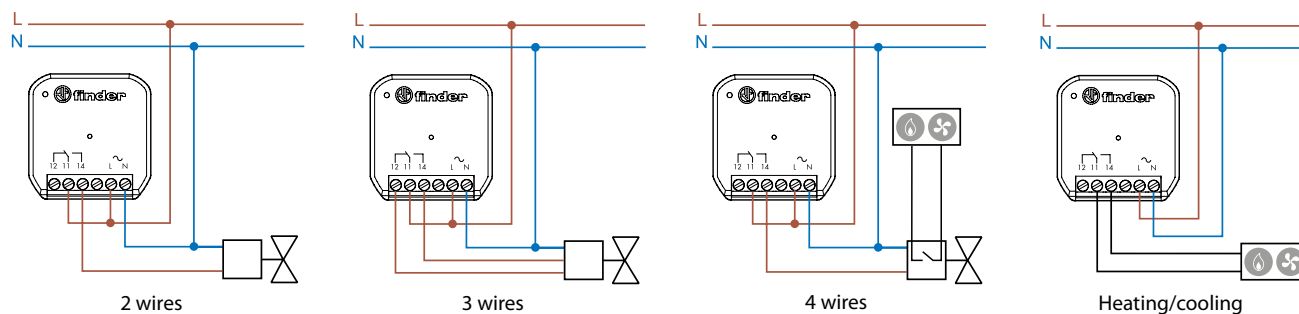 L
N
finder
12 11 14 L N
2 wires
L
N
finder
12 11 14 L N
3 wires
L
N
finder
12 11 14 L N
4 wires
L
N
finder
12 11 14 L N
Heating/cooling